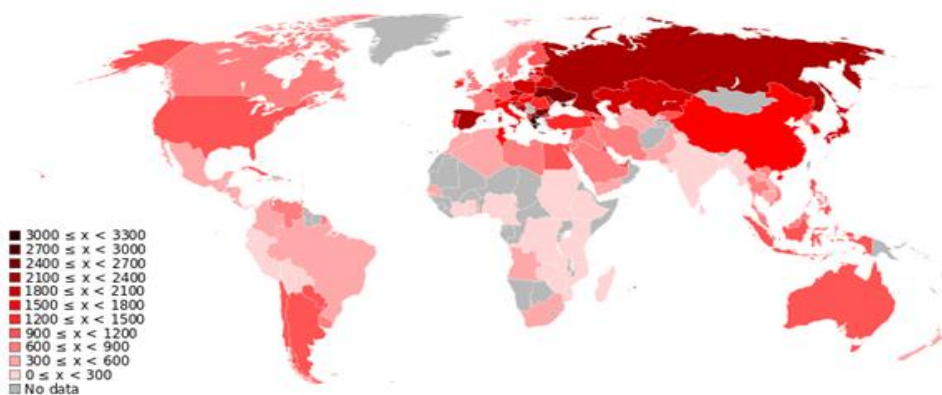 3000 ≤ x < 3300
2700 ≤ x < 3000
2400 ≤ x < 2700
2100 ≤ x < 2400
1800 ≤ x < 2100
1500 ≤ x < 1800
1200 ≤ x < 1500
900 ≤ x < 1200
600 ≤ x < 900
300 ≤ x < 600
0 ≤ x < 300
No data